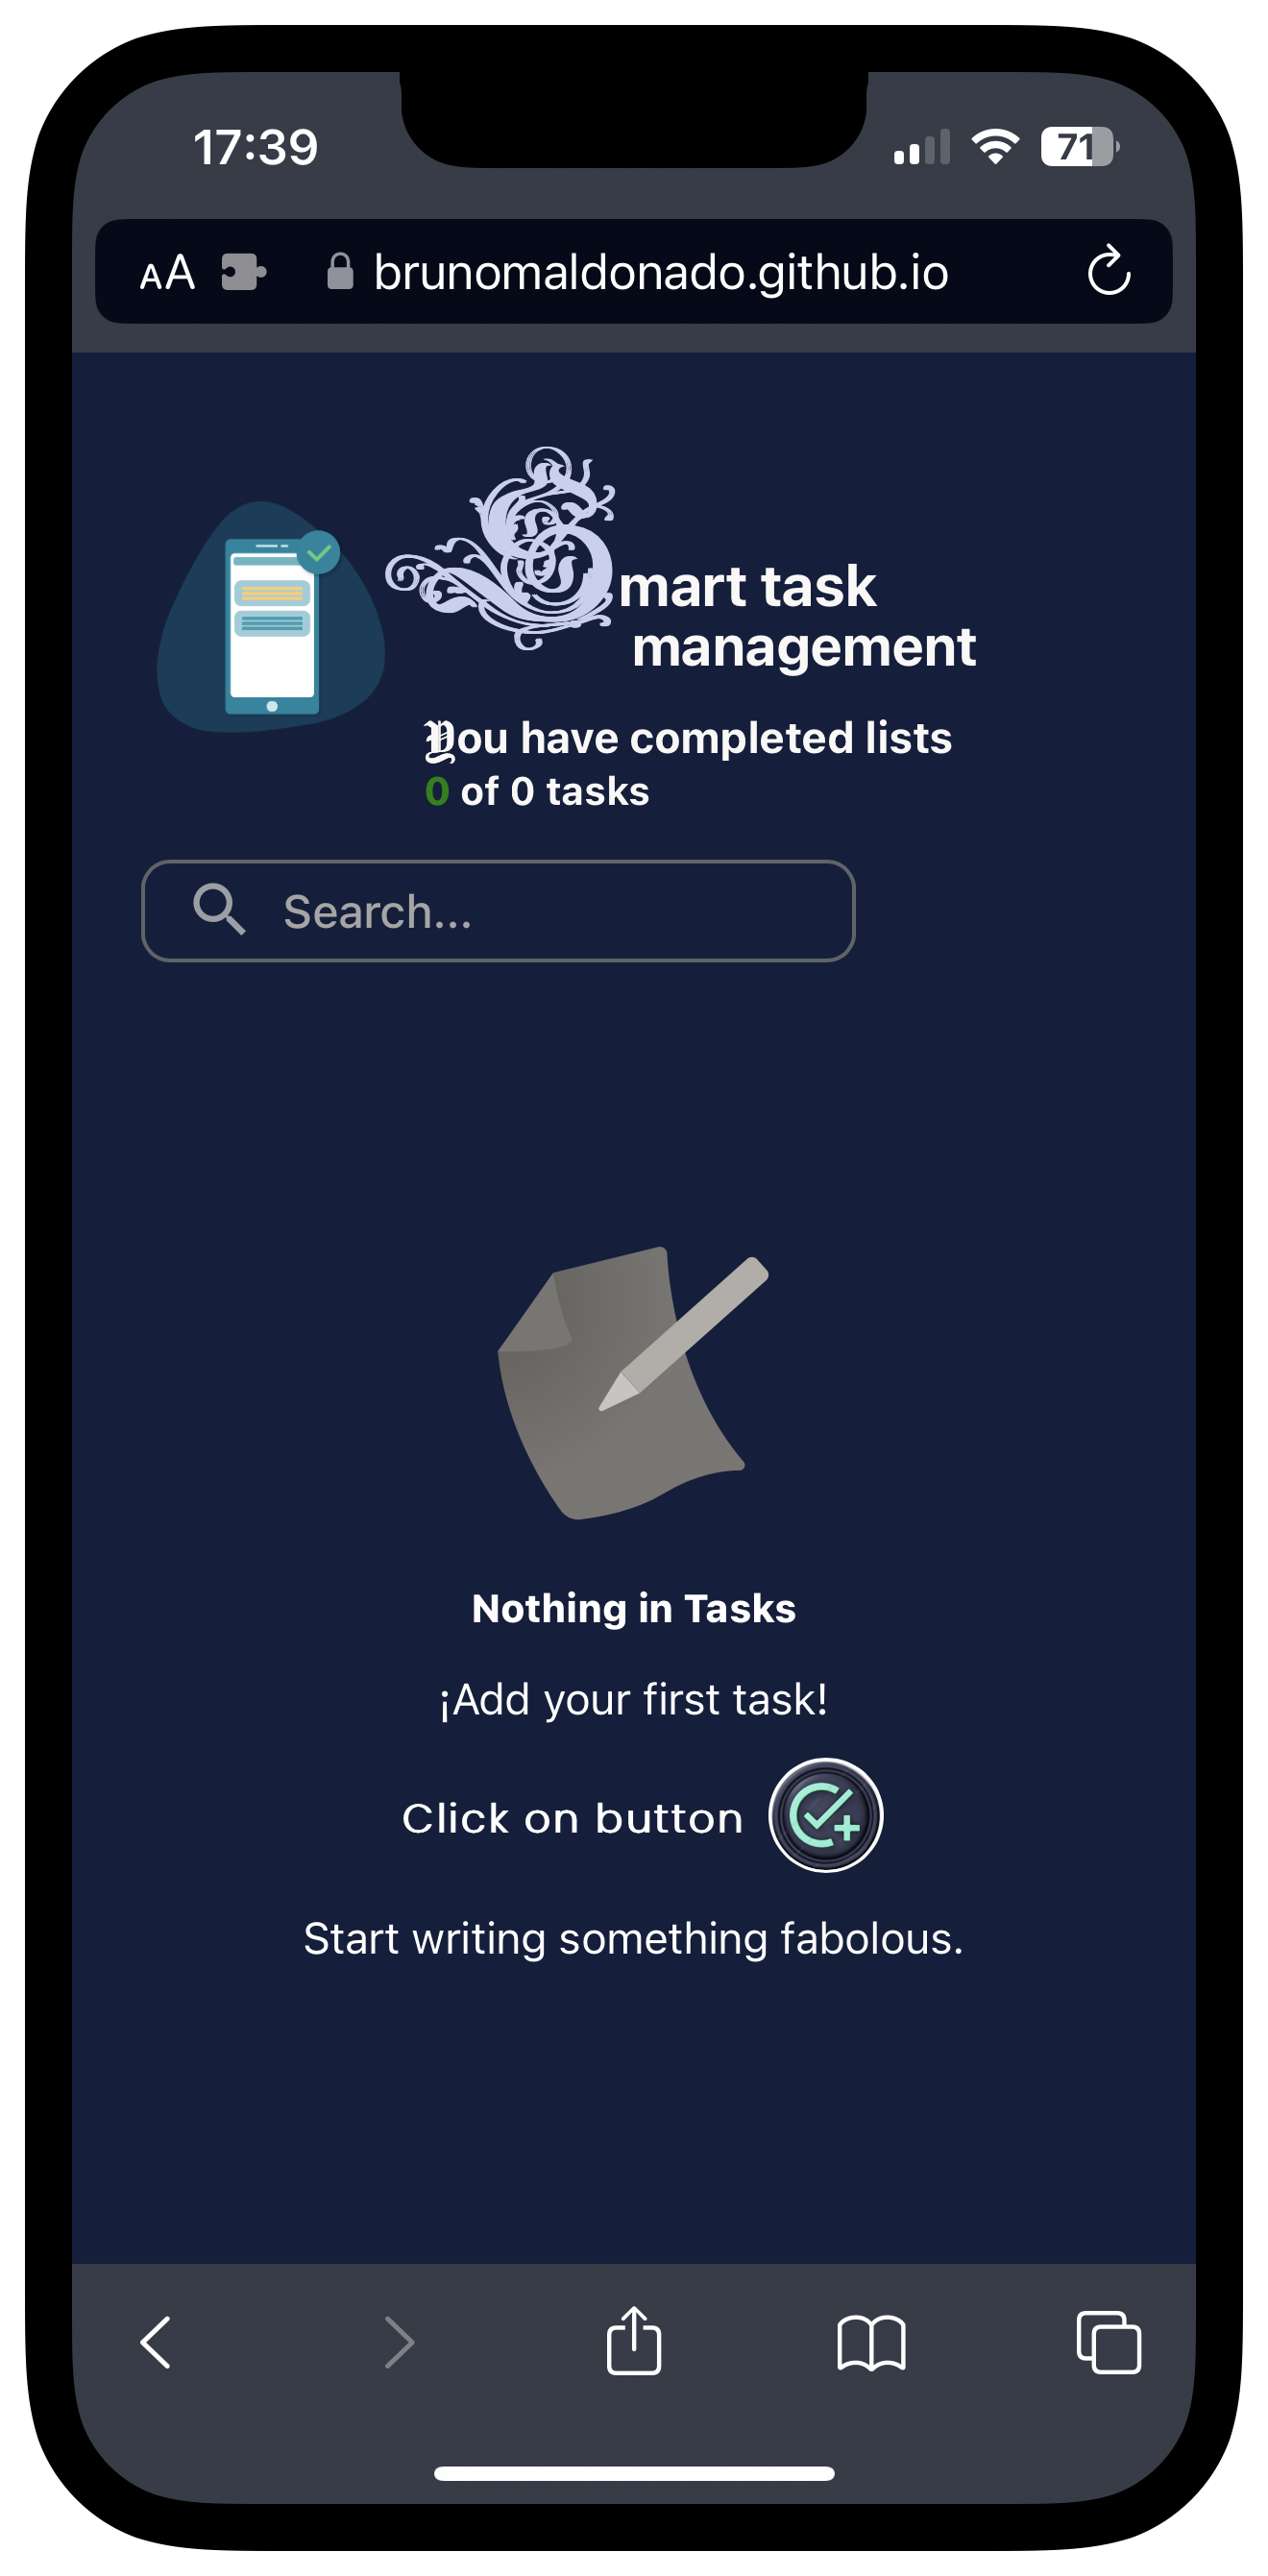 17:39
71
AA
brunomaldonado.github.io
Smart task
management
You have completed lists
0 of 0 tasks
Search...
Nothing in Tasks
¡Add your first task!
Click on button
Start writing something fabolous.